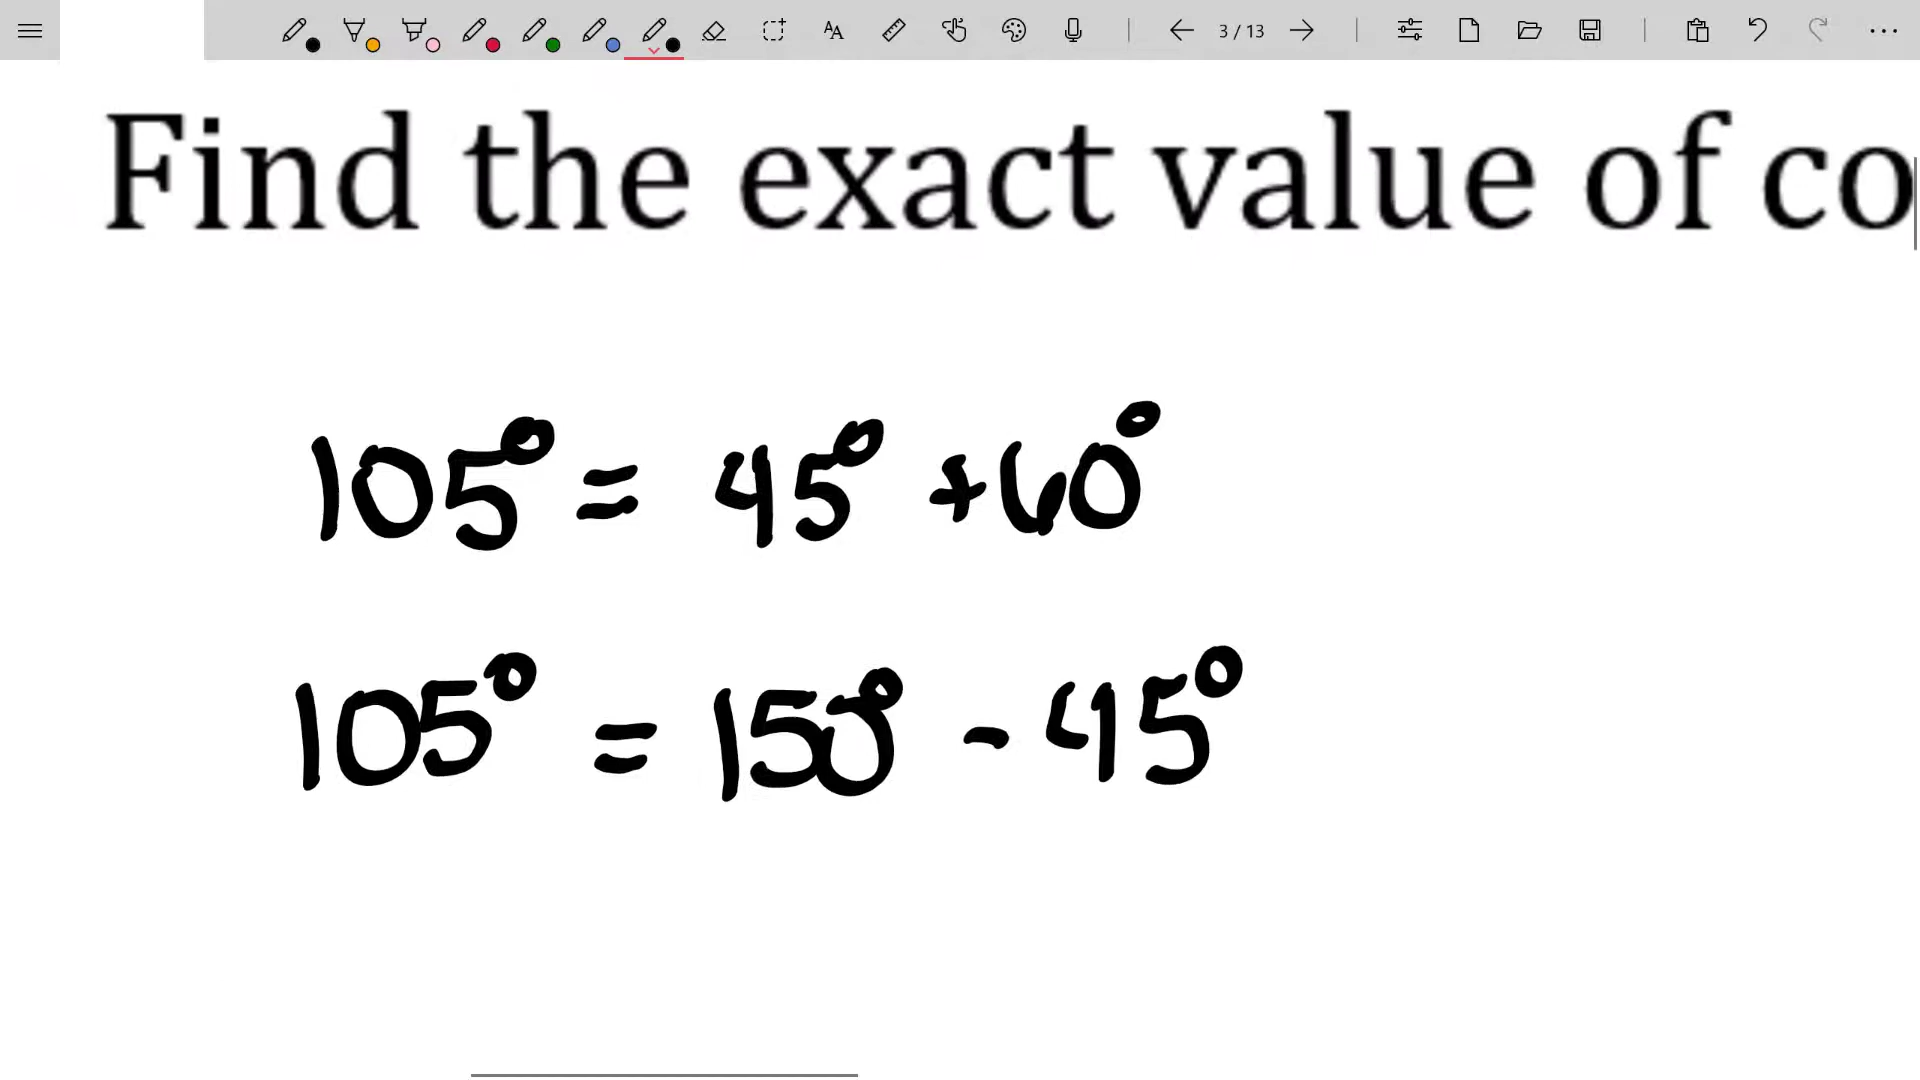 3 / 13
Find the exact value of co
105° = 45° + 60°
105° = 150° - 45°